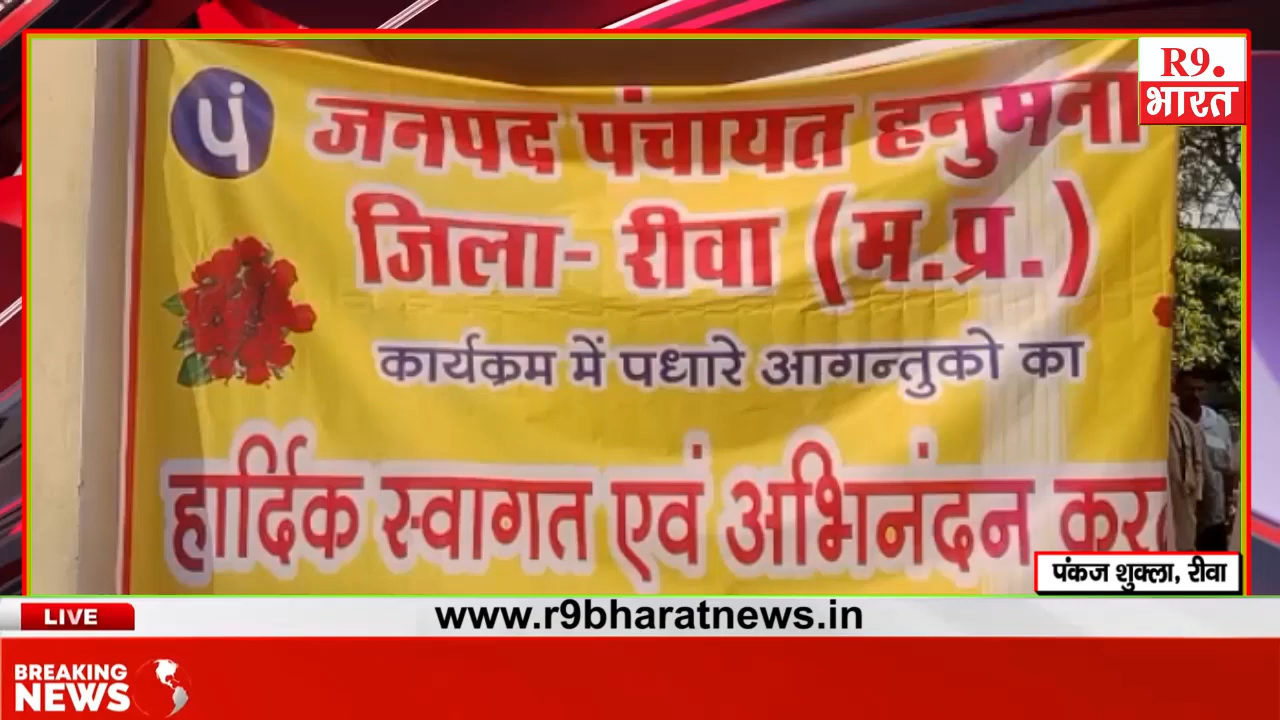 R9.
भारत
पं
जनपद पंचायत हनुमना
जिला- रीवा (म.प्र.)
कार्यक्रम में पधारे आगन्तुको का
हार्दिक स्वागत एवं अभिनंदन
पंकज शुक्ला, रीवा
LIVE
www.r9bharatnews.in
BREAKING
NEWS